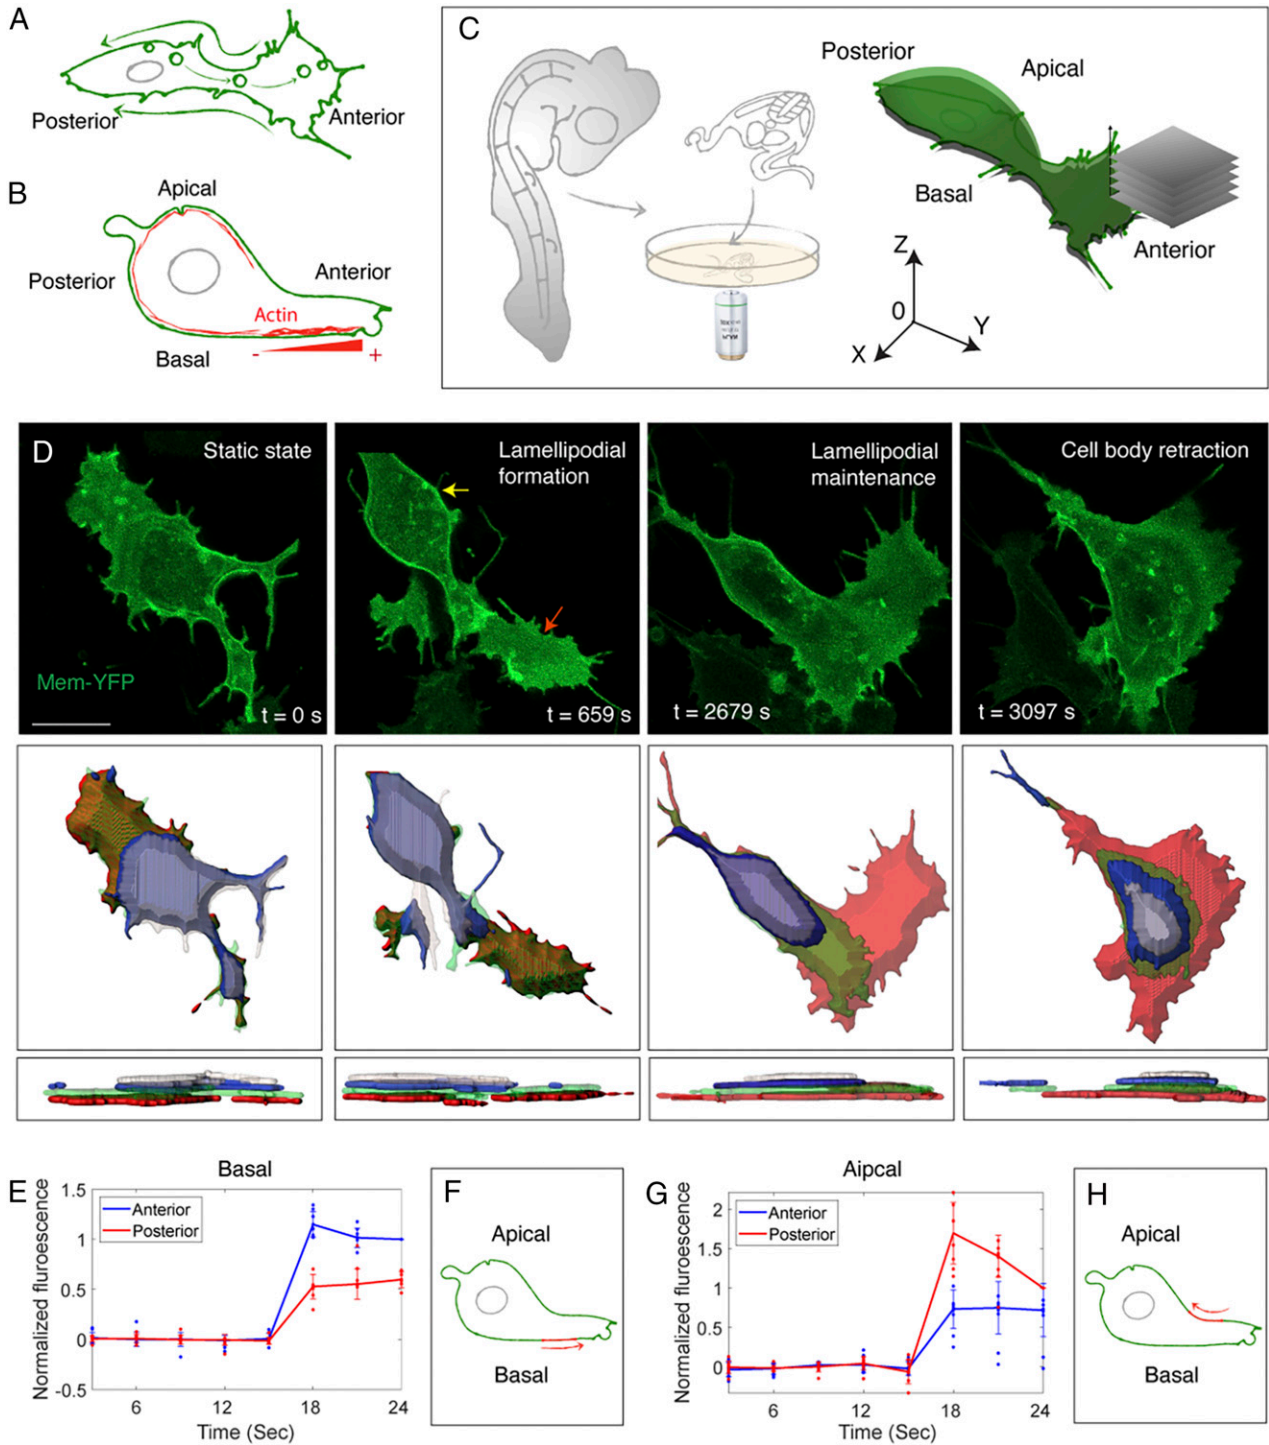 A
Posterior
Anterior
B
Apical
Posterior
Anterior
Actin
Basal
-
+
C
Posterior
Apical
Basal
Anterior
Z
0
Y
X
D
Static state
Mem-YFP
t = 0 s
Lamellipodial
formation
t = 659 s
Lamellipodial
maintenance
t = 2679 s
Cell body retraction
t = 3097 s
E
Basal
Normalized fluroescence
1.5
1
0.5
0
-0.5
Anterior
Posterior
6
12
18
24
Time (Sec)
F
Apical
Basal
G
Aipcal
Normalized fluroescence
2
1.5
1
0.5
0
Anterior
Posterior
6
12
18
24
Time (Sec)
H
Apical
Basal